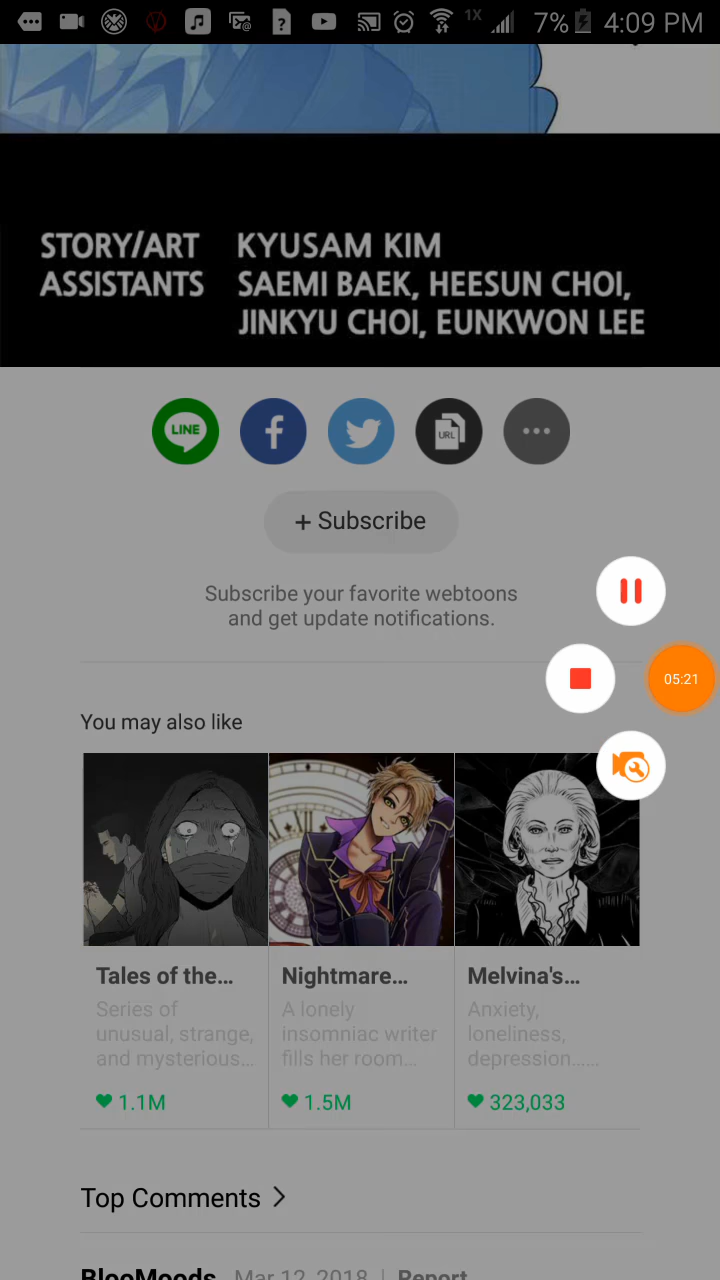 1X 7% 4:09 PM
STORY/ART KYUSAM KIM
ASSISTANTS SAEMI BAEK, HEESUN CHOI,
JINKYU CHOI, EUNKWON LEE
LINE
URL
+ Subscribe
Subscribe your favorite webtoons
and get update notifications.
05:21
You may also like
Tales of the...
Series of
unusual, strange,
and mysterious...
1.1M
Nightmare...
A lonely
insomniac writer
fills her room...
1.5M
Melvina's...
Anxiety,
loneliness,
depression......
323,033
Top Comments
BlooMoods Mar 12, 2018 | Report